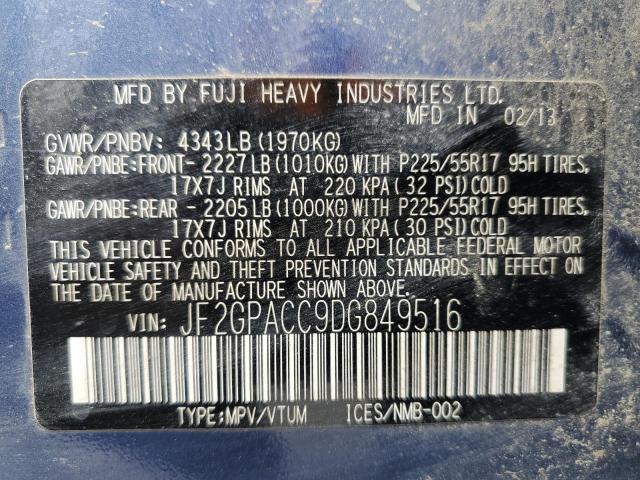 MFD BY FUJI HEAVY INDUSTRIES LTD.
MFD IN 02/13
GVWR/PNBV: 4343LB (1970KG)
GAWR/PNBE:FRONT- 2227LB (1010KG) WITH P225/55R17 95H TIRES,
17X7J RIMS AT 220 KPA ( 32 PSI) COLD
GAWR/PNBE:REAR - 2205LB (1000KG) WITH P225/55R17 95H TIRES,
17X7J RIMS AT 210 KPA ( 30 PSI) COLD
THIS VEHICLE CONFORMS TO ALL APPLICABLE FEDERAL MOTOR
VEHICLE SAFETY AND THEFT PREVENTION STANDARDS IN EFFECT ON
THE DATE OF MANUFACTURE SHOWN ABOVE.
VIN: JF2GPACC9DG849516
TYPE:MPV/VTUM ICES/NMB-002